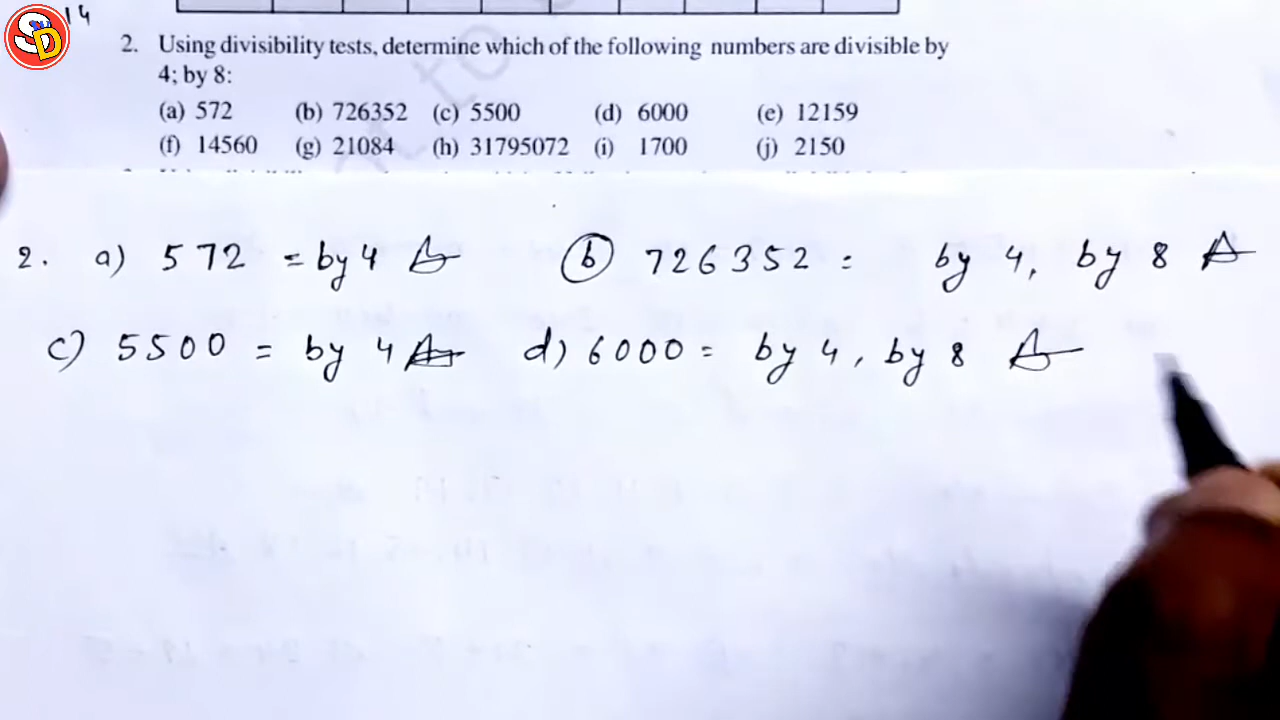 SD
14
2. Using divisibility tests, determine which of the following numbers are divisible by
4; by 8:
(a) 572 (b) 726352 (c) 5500 (d) 6000 (e) 12159
(f) 14560 (g) 21084 (h) 31795072 (i) 1700 (j) 2150
2. a) 572 = by 4 (b) 726352 : by 4, by 8
c) 5500 = by 4 d) 6000 = by 4, by 8